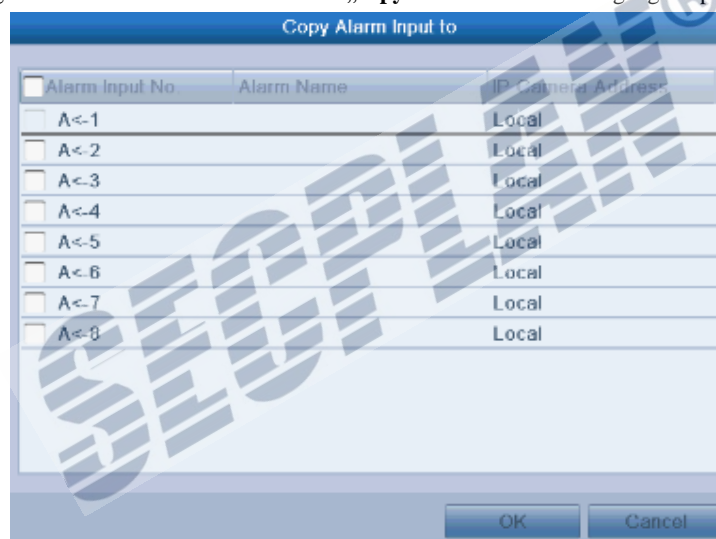 Copy Alarm Input to
Alarm Input No. Alarm Name IP Camera Address
A<-1 Local
A<-2 Local
A<-3 Local
A<-4 Local
A<-5 Local
A<-6 Local
A<-7 Local
A<-8 Local
OK Cancel
SECPLAN®